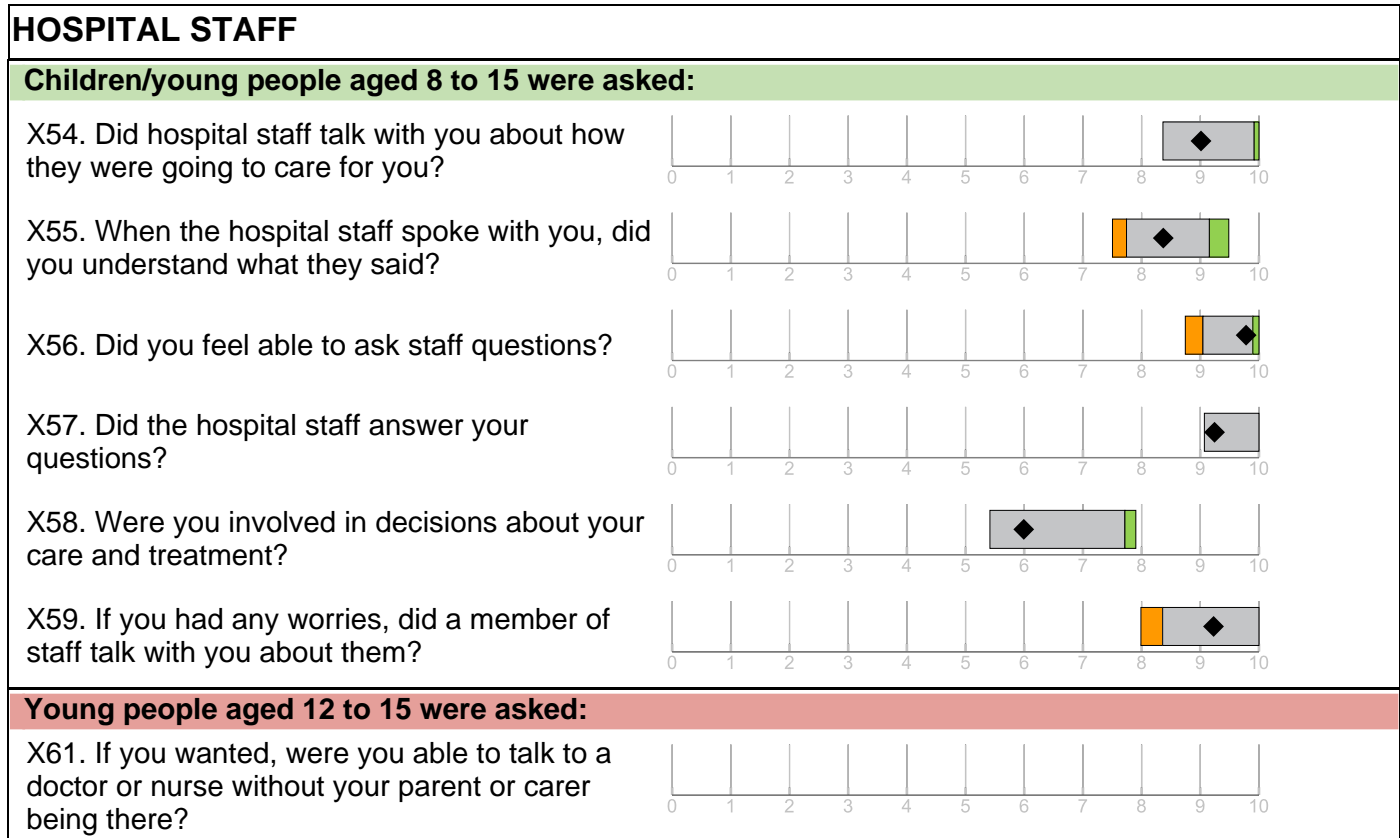 HOSPITAL STAFF
Children/young people aged 8 to 15 were asked:
X54. Did hospital staff talk with you about how
they were going to care for you?
0 1 2 3 4 5 6 7 8 9 10
X55. When the hospital staff spoke with you, did
you understand what they said?
0 1 2 3 4 5 6 7 8 9 10
X56. Did you feel able to ask staff questions?
0 1 2 3 4 5 6 7 8 9 10
X57. Did the hospital staff answer your
questions?
0 1 2 3 4 5 6 7 8 9 10
X58. Were you involved in decisions about your
care and treatment?
0 1 2 3 4 5 6 7 8 9 10
X59. If you had any worries, did a member of
staff talk with you about them?
0 1 2 3 4 5 6 7 8 9 10
Young people aged 12 to 15 were asked:
X61. If you wanted, were you able to talk to a
doctor or nurse without your parent or carer
being there?
0 1 2 3 4 5 6 7 8 9 10